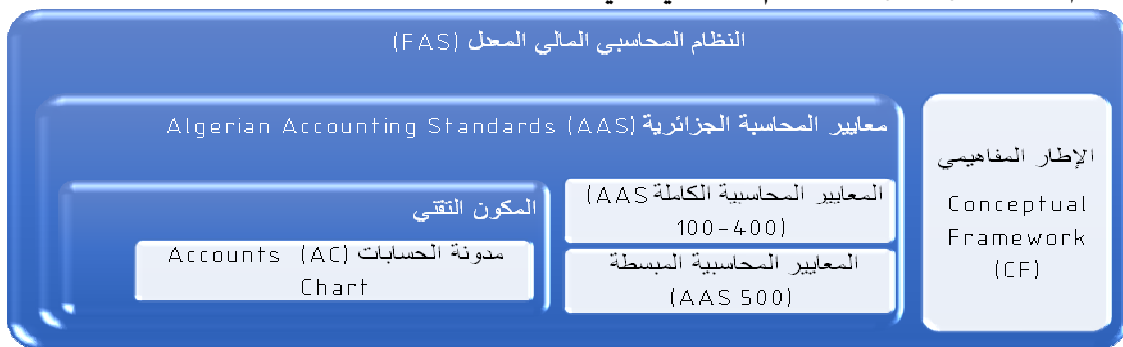 النظام المحاسبي المالي المعدل (FAS)
معايير المحاسبة الجزائرية Algerian Accounting Standards (AAS)
الإطار المفاهيمي
Conceptual
Framework
(CF)
المعايير المحاسبية الكاملة AAS)
100-400)
المعايير المحاسبية المبسطة
(AAS 500)
المكون التقني
مدونة الحسابات Accounts (AC)
Chart